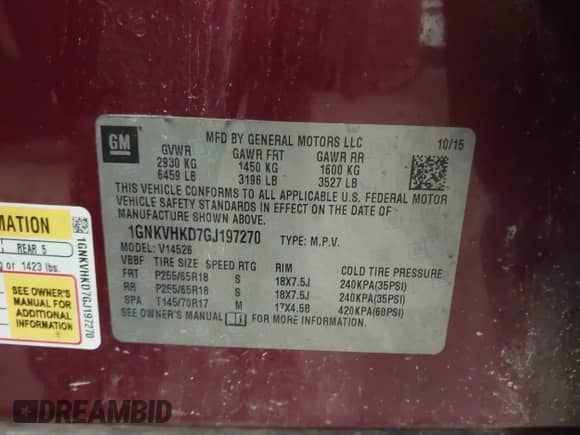 GM
MFD BY GENERAL MOTORS LLC 10/15
GVWR GAWR FRT GAWR RR
2930 KG 1450 KG 1600 KG
6459 LB 3196 LB 3527 LB
THIS VEHICLE CONFORMS TO ALL APPLICABLE U.S. FEDERAL MOTOR
VEHICLE SAFETY STANDARDS IN EFFECT ON THE DATE OF
MANUFACTURE SHOWN ABOVE.
1GNKVHKD7GJ197270 TYPE: M.P.V.
MODEL: V14526
VBBF TIRE SIZE SPEED RTG RIM COLD TIRE PRESSURE
FRT P255/65R18 S 18X7.5J 240KPA(35PSI)
RR P255/65R18 S 18X7.5J 240KPA(35PSI)
SPA T145/70R17 M 17X4.5B 420KPA(60PSI)
SEE OWNER'S MANUAL FOR MORE INFORMATION.
REAR 5
or 1423 lbs.
SEE OWNER'S
MANUAL FOR
ADDITIONAL
INFORMATION
1GNKVHKD7GJ197270
DREAMBID